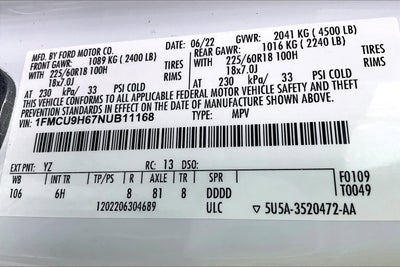 MFD. BY FORD MOTOR CO. 06/22 GVWR: 2041 KG ( 4500 LB)
FRONT GAWR: 1089 KG ( 2400 LB) REAR GAWR: 1016 KG ( 2240 LB)
WITH 225/60R18 100H TIRES WITH 225/60R18 100H TIRES
18x7.0J RIMS 18x7.0J RIMS
AT 230 kPa/ 33 PSI COLD AT 230 kPa/ 33 PSI COLD
THIS VEHICLE CONFORMS TO ALL APPLICABLE FEDERAL MOTOR VEHICLE SAFETY AND THEFT
PREVENTION STANDARDS IN EFFECT ON THE DATE OF MANUFACTURE SHOWN ABOVE.
VIN: 1FMCU9H67NUB11168 TYPE: MPV
EXT PNT: YZ RC: 13 DSO: F0109
WB INT TR TP/PS R AXLE TR SPR T0049
106 6H 8 81 8 DDDD
1202206304689 ULC ▽ 5U5A-3520472-AA